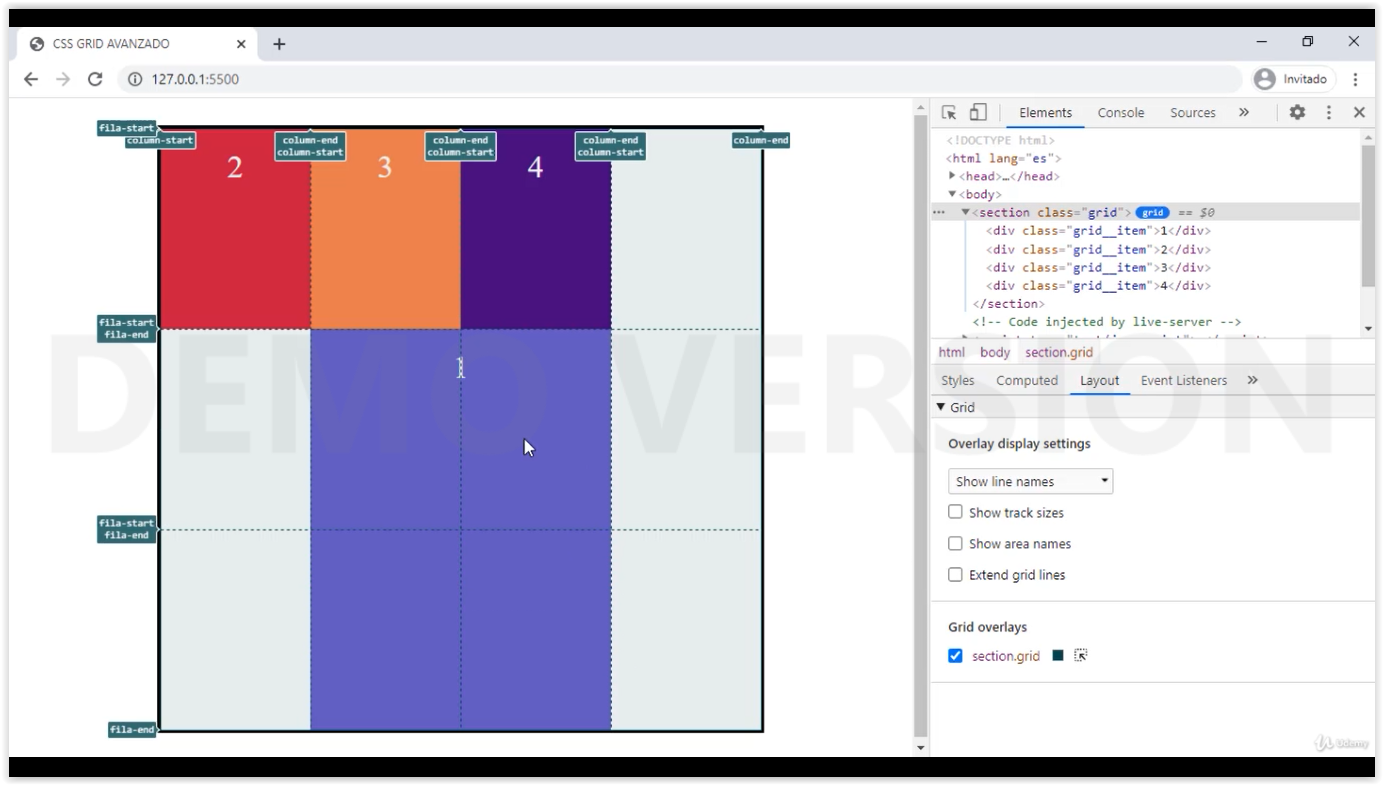 CSS GRID AVANZADO
127.0.0.1:5500
Invitado
fila-start
column-start
column-end
column-start
column-end
column-start
column-end
column-start
column-end
2
3
4
fila-start
fila-end
1
fila-start
fila-end
fila-end
Elements Console Sources »
<!DOCTYPE html>
<html lang="es">
<head>…</head>
<body>
<section class="grid"> grid == $0
<div class="grid__item">1</div>
<div class="grid__item">2</div>
<div class="grid__item">3</div>
<div class="grid__item">4</div>
</section>
<!-- Code injected by live-server -->
html body section.grid
Styles Computed Layout Event Listeners »
Grid
Overlay display settings
Show line names
Show track sizes
Show area names
Extend grid lines
Grid overlays
section.grid
DEMO VERSION
Udemy